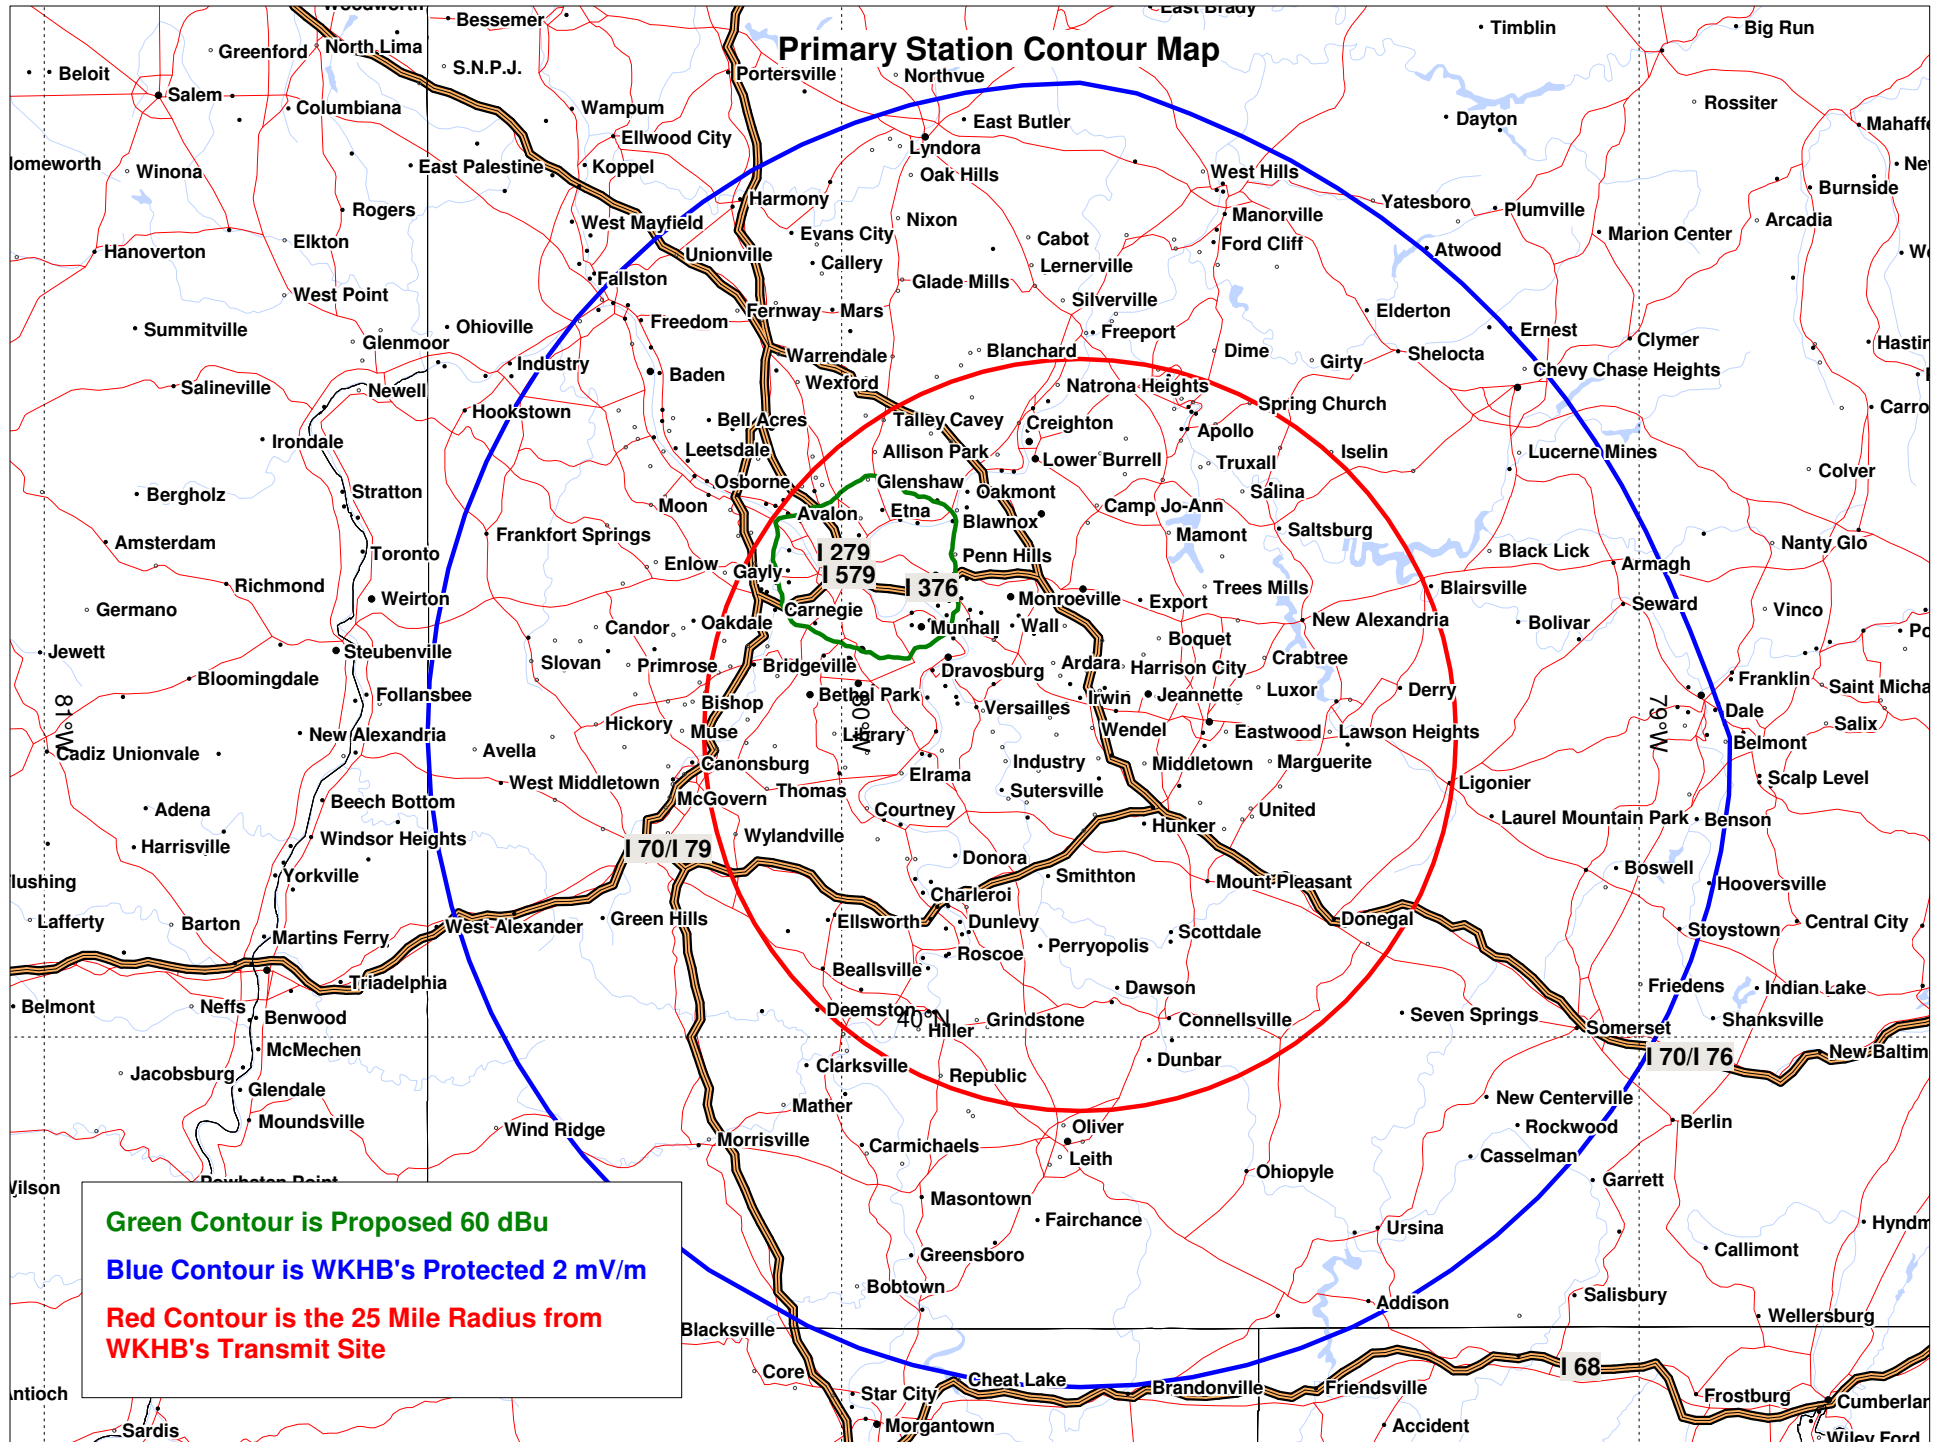 Primary Station Contour Map
Bessemer
East Brady
Timblin
Big Run
Greenford
North Lima
Beloit
S.N.P.J.
Portersville
Northvue
Salem
Columbiana
Wampum
East Butler
Dayton
Rossiter
Ellwood City
Lyndora
Winona
East Palestine
Koppel
Oak Hills
West Hills
Burnside
Rogers
Harmony
Yatesboro
Plumville
Manorville
Arcadia
West Mayfield
Nixon
Evans City
Elkton
Hanoverton
Cabot
Ford Cliff
Marion Center
Atwood
Unionville
Callery
Lernerville
Fallston
Glade Mills
West Point
Silverville
Summitville
Ohioville
Freedom
Fernway
Mars
Elderton
Ernest
Glenmoor
Freeport
Clymer
Warrendale
Blanchard
Dime
Girty
Shelocta
Industry
Baden
Wexford
Natrona Heights
Chevy Chase Heights
Salineville
Newell
Hookstown
Bell Acres
Talley Cavey
Creighton
Spring Church
Irondale
Apollo
Leetsdale
Allison Park
Lower Burrell
Truxall
Iselin
Lucerne Mines
Colver
Bergholz
Stratton
Osborne
Glenshaw
Oakmont
Salina
Moon
Avalon
Etna
Blawnox
Camp Jo-Ann
Frankfort Springs
Mamont
Saltsburg
Amsterdam
Toronto
I 279
Penn Hills
Black Lick
Nanty Glo
Enlow
Gayly
I 579
I 376
Armagh
Richmond
Trees Mills
Blairsville
Germano
Weirton
Carnegie
Monroeville
Export
Seward
Vinco
Candor
Oakdale
Munhall
Wall
New Alexandria
Bolivar
Jewett
Steubenville
Boquet
Slovan
Primrose
Bridgeville
Dravosburg
Ardara
Harrison City
Crabtree
Bloomingdale
Follansbee
Bethel Park
Irwin
Jeannette
Luxor
Derry
Franklin
81°W
80°W
79°W
Bishop
Versailles
Dale
Hickory
Muse
Library
Wendel
Eastwood
Lawson Heights
Salix
New Alexandria
Avella
Belmont
Cadiz Unionvale
Canonsburg
Industry
Middletown
Marguerite
West Middletown
Thomas
Elrama
Sutersville
Ligonier
Scalp Level
Adena
Beech Bottom
McGovern
Courtney
United
Windsor Heights
Wylandville
Hunker
Laurel Mountain Park
Benson
Harrisville
I 70/I 79
Donora
Yorkville
Smithton
Mount Pleasant
Boswell
Hooversville
Charleroi
Lafferty
Barton
West Alexander
Green Hills
Ellsworth
Dunlevy
Donegal
Central City
Martins Ferry
Scottdale
Stoystown
Perryopolis
Roscoe
Beallsville
Triadelphia
Dawson
Friedens
Indian Lake
Belmont
Neffs
Benwood
Deemston
40°N
Hiller
Grindstone
Connellsville
Seven Springs
Somerset
Shanksville
McMechen
Clarksville
Dunbar
I 70/I 76
Jacobsburg
Glendale
Republic
Mather
New Centerville
Moundsville
Wind Ridge
Morrisville
Carmichaels
Oliver
Rockwood
Berlin
Leith
Ohiopyle
Casselman
Garrett
Masontown
Fairchance
Ursina
Greensboro
Callimont
Bobtown
Addison
Salisbury
Wellersburg
Green Contour is Proposed 60 dBu
Blue Contour is WKHB's Protected 2 mV/m
Red Contour is the 25 Mile Radius from
WKHB's Transmit Site
Blacksville
Core
Star City
Cheat Lake
Brandonville
Friendsville
I 68
Frostburg
Morgantown
Accident
Sardis